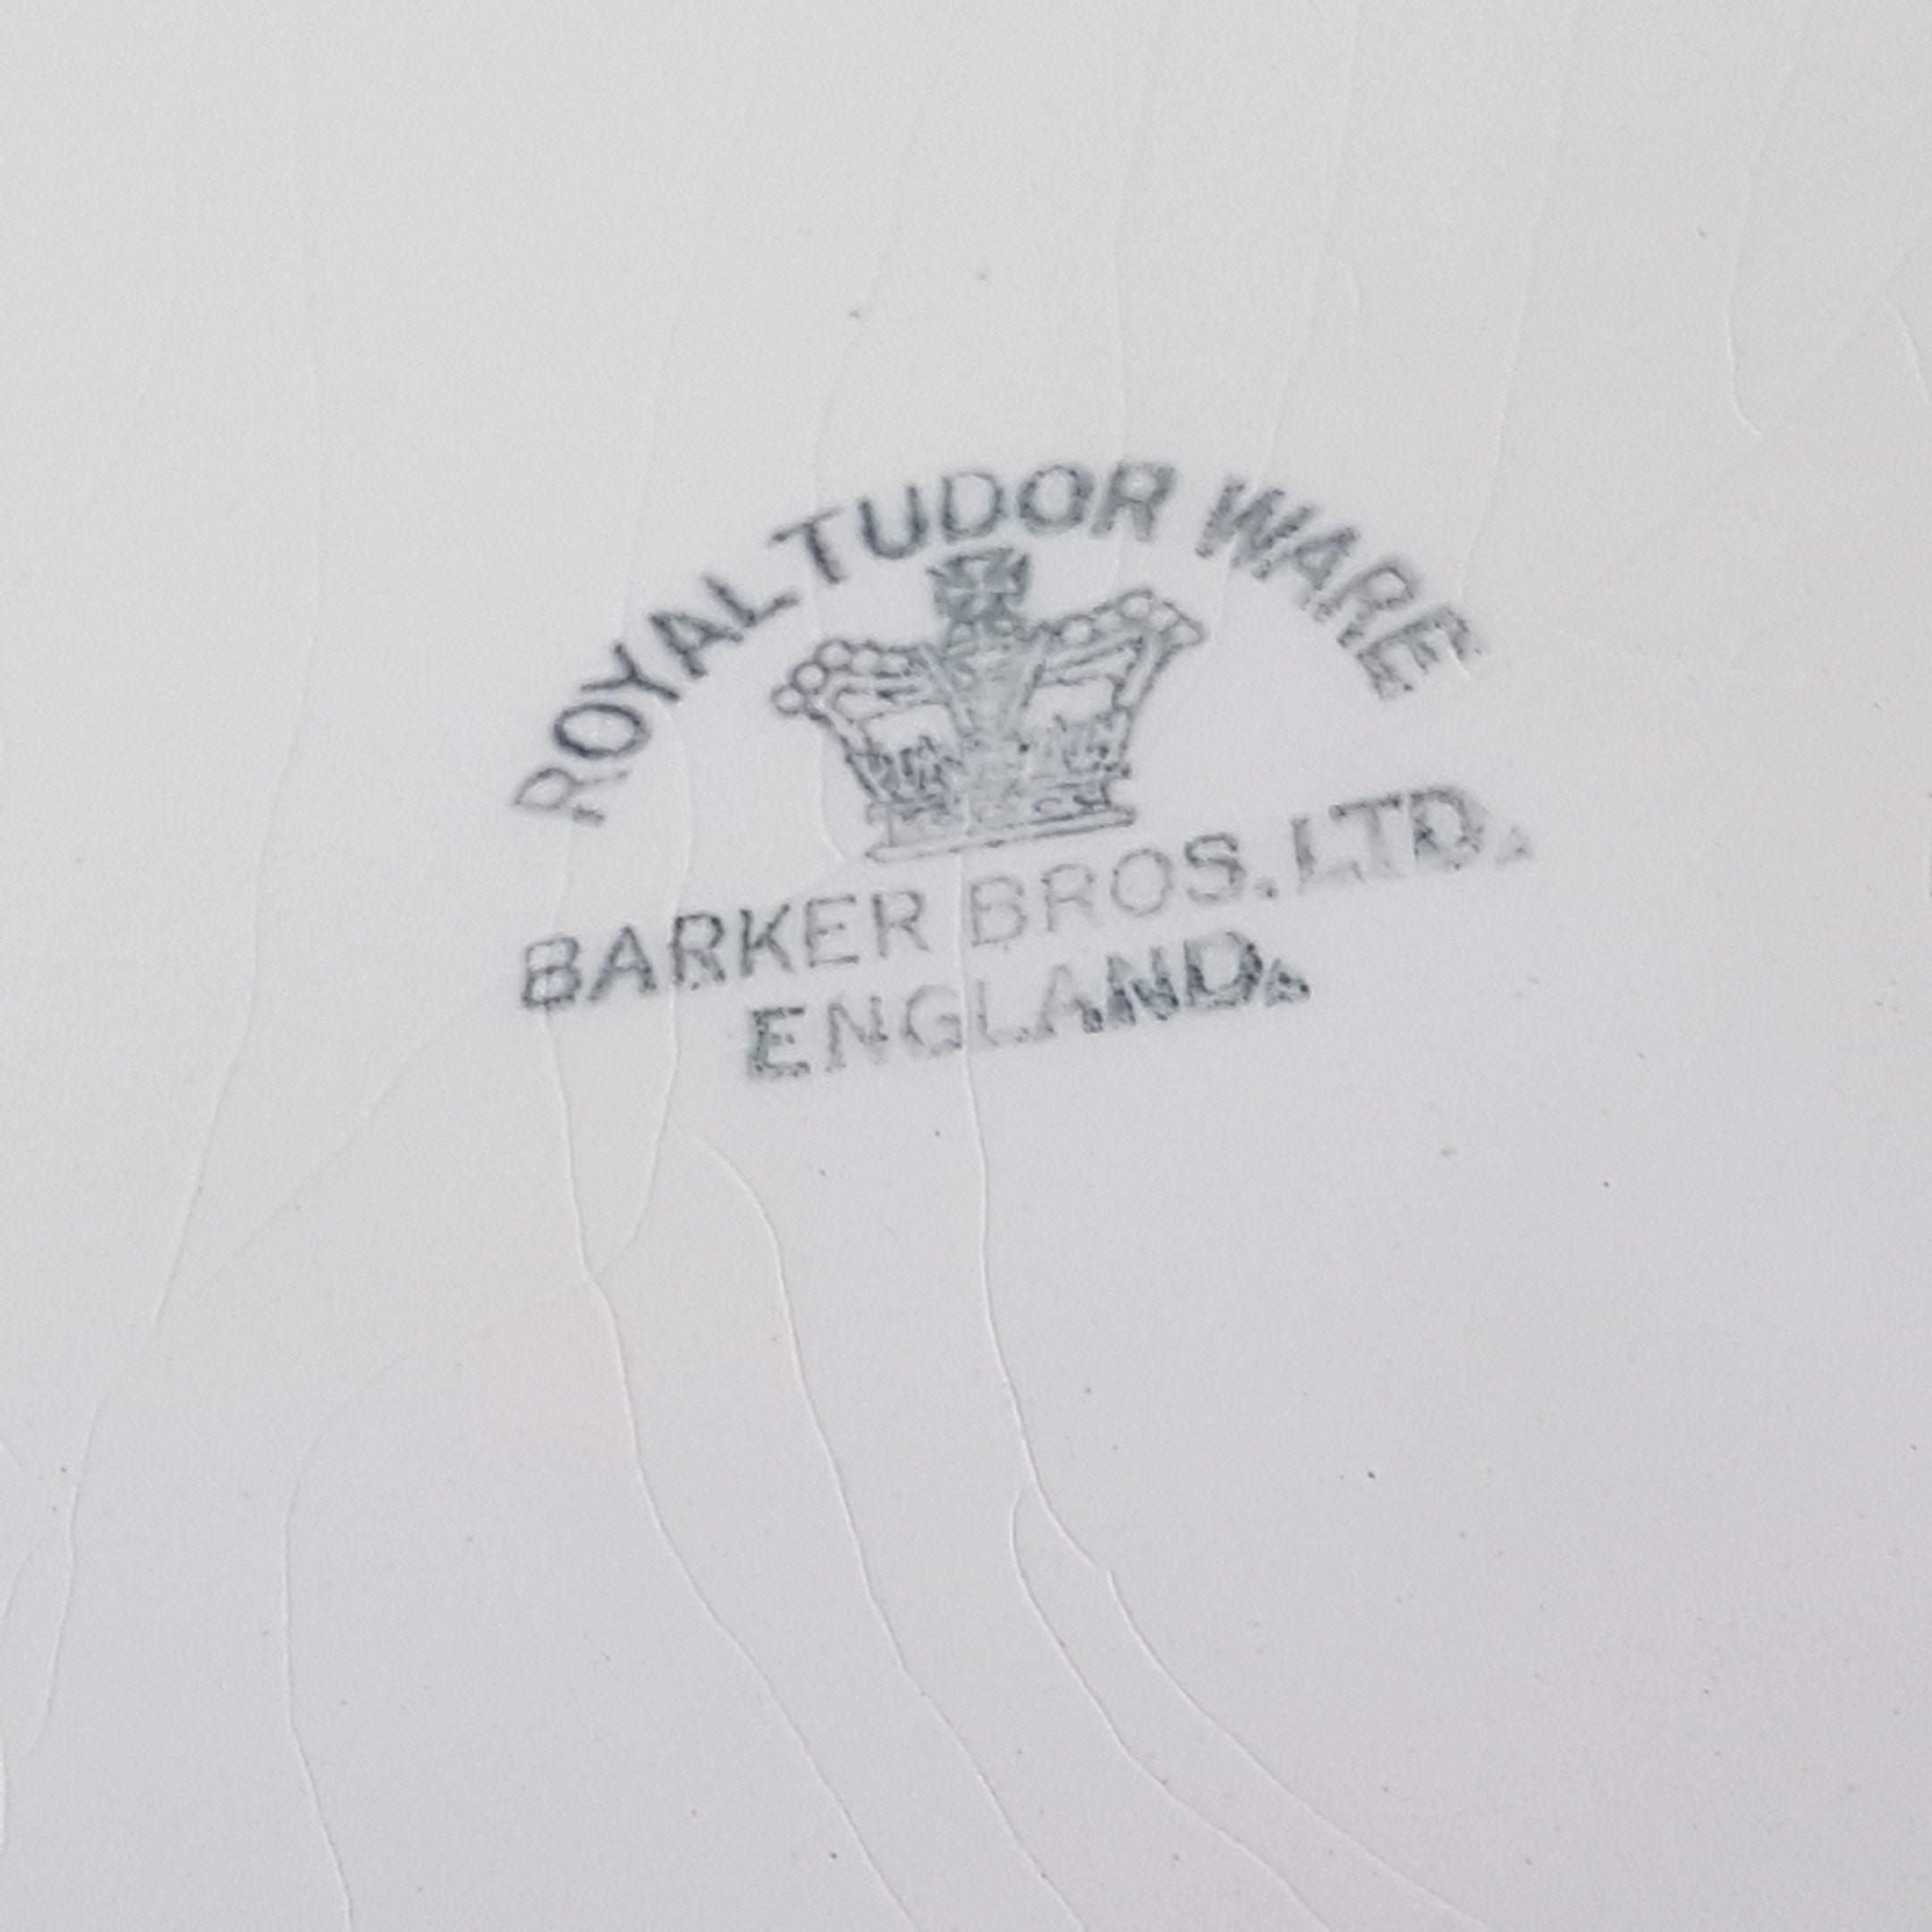 ROYAL TUDOR WARE
BARKER BROS. LTD.
ENGLAND.